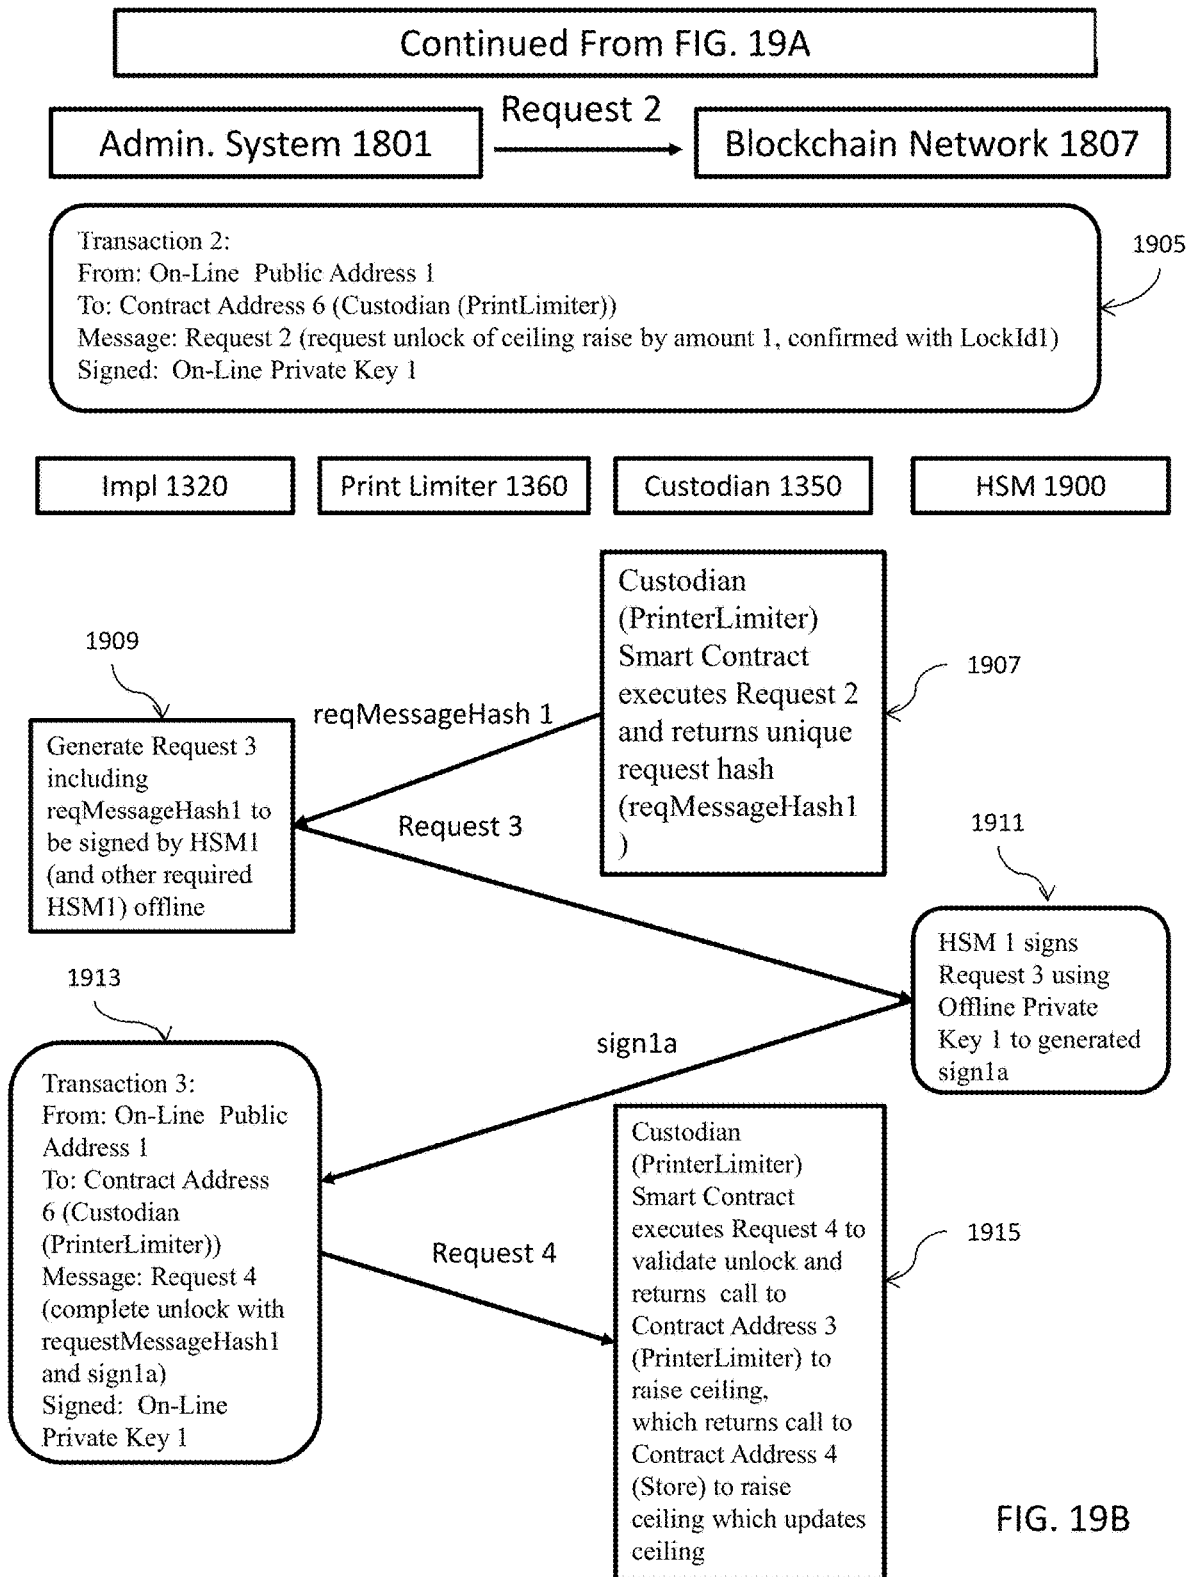 Continued From FIG. 19A
Request 2
Admin. System 1801
Blockchain Network 1807
1905
Transaction 2:
From: On-Line Public Address 1
To: Contract Address 6 (Custodian (PrintLimiter))
Message: Request 2 (request unlock of ceiling raise by amount 1, confirmed with LockId1)
Signed: On-Line Private Key 1
Impl 1320
Print Limiter 1360
Custodian 1350
HSM 1900
Custodian
(PrinterLimiter)
Smart Contract
executes Request 2
and returns unique
request hash
(reqMessageHash1
)
1907
1909
reqMessageHash 1
Generate Request 3
including
reqMessageHash1 to
be signed by HSM1
(and other required
HSM1) offline
Request 3
1911
HSM 1 signs
Request 3 using
Offline Private
Key 1 to generated
sign1a
1913
sign1a
Transaction 3:
From: On-Line Public
Address 1
To: Contract Address
6 (Custodian
(PrinterLimiter))
Message: Request 4
(complete unlock with
requestMessageHash1
and sign1a)
Signed: On-Line
Private Key 1
Request 4
Custodian
(PrinterLimiter)
Smart Contract
executes Request 4 to
validate unlock and
returns call to
Contract Address 3
(PrinterLimiter) to
raise ceiling,
which returns call to
Contract Address 4
(Store) to raise
ceiling which updates
ceiling
1915
FIG. 19B